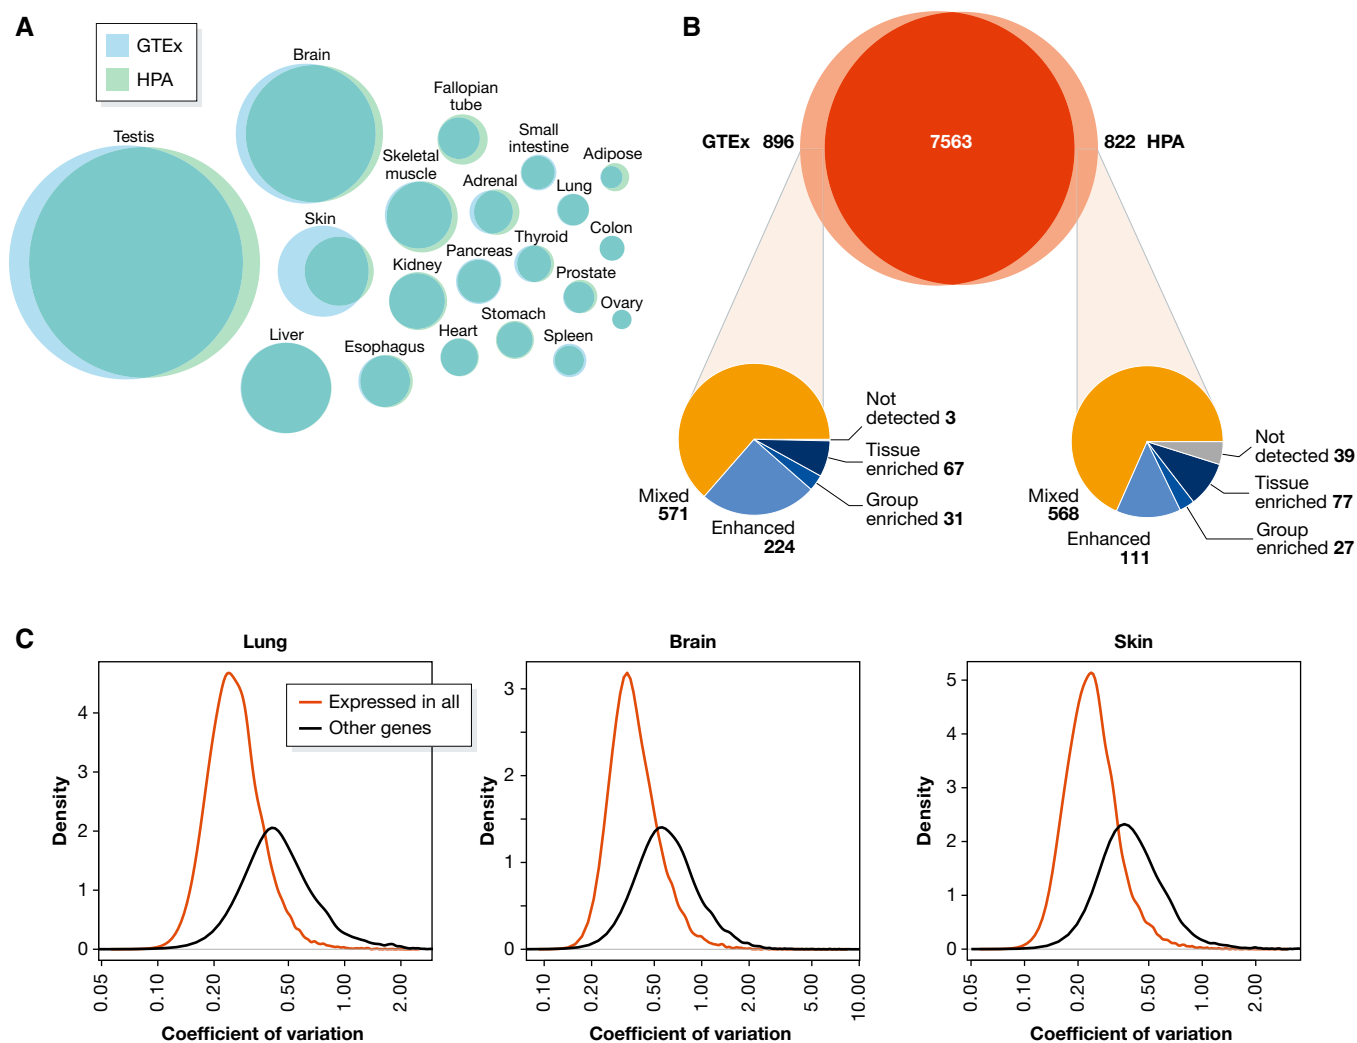 A
GTEx
HPA
Brain
Testis
Fallopian
tube
Small
intestine
Adipose
Skeletal
muscle
Adrenal
Lung
Skin
Colon
Thyroid
Pancreas
Kidney
Prostate
Ovary
Stomach
Heart
Spleen
Liver
Esophagus
B
GTEx 896
7563
822 HPA
Not
detected 3
Tissue
enriched 67
Group
enriched 31
Mixed
571
Enhanced
224
Not
detected 39
Tissue
enriched 77
Group
enriched 27
Mixed
568
Enhanced
111
C
Lung
Expressed in all
Other genes
Density
4
3
2
1
0
0.05 0.10 0.20 0.50 1.00 2.00
Coefficient of variation
Brain
Density
3
2
1
0
0.10 0.20 0.50 1.00 2.00 5.00 10.00
Coefficient of variation
Skin
Density
5
4
3
2
1
0
0.05 0.10 0.20 0.50 1.00 2.00
Coefficient of variation